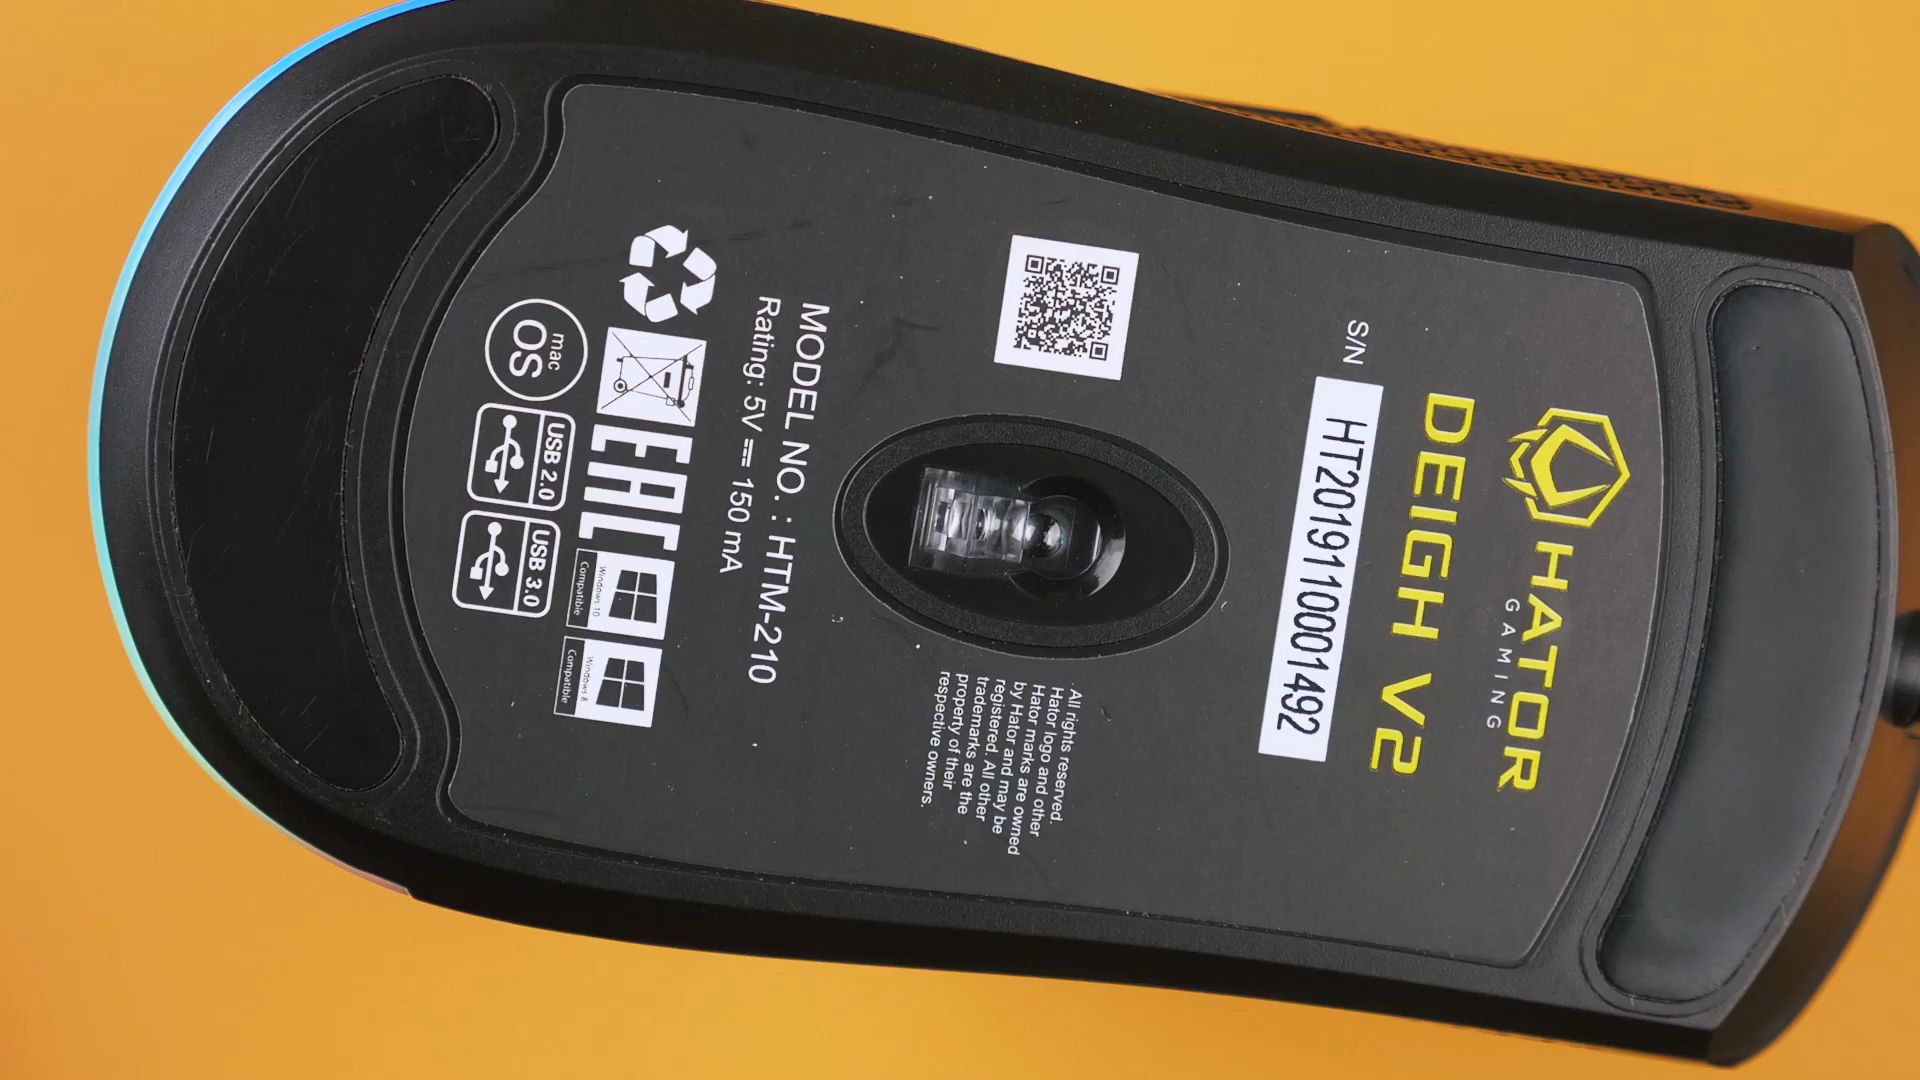 HATOR
GAMING
DEIGH V2
S/N
HT2019110001492
All rights reserved.
Hator logo and other
Hator marks are owned
by Hator and may be
registered. All other
trademarks are the
property of their
respective owners.
MODEL NO. : HTM-210
Rating: 5V⎓150 mA
EAC
Windows 10
Compatible
Windows 8
Compatible
mac
OS
USB 2.0
USB 3.0